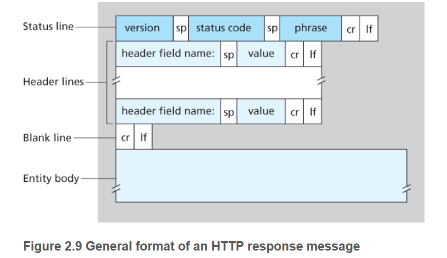 Status line version sp status code sp phrase cr lf
header field name: sp value cr lf
Header lines
header field name: sp value cr lf
Blank line cr lf
Entity body
Figure 2.9 General format of an HTTP response message